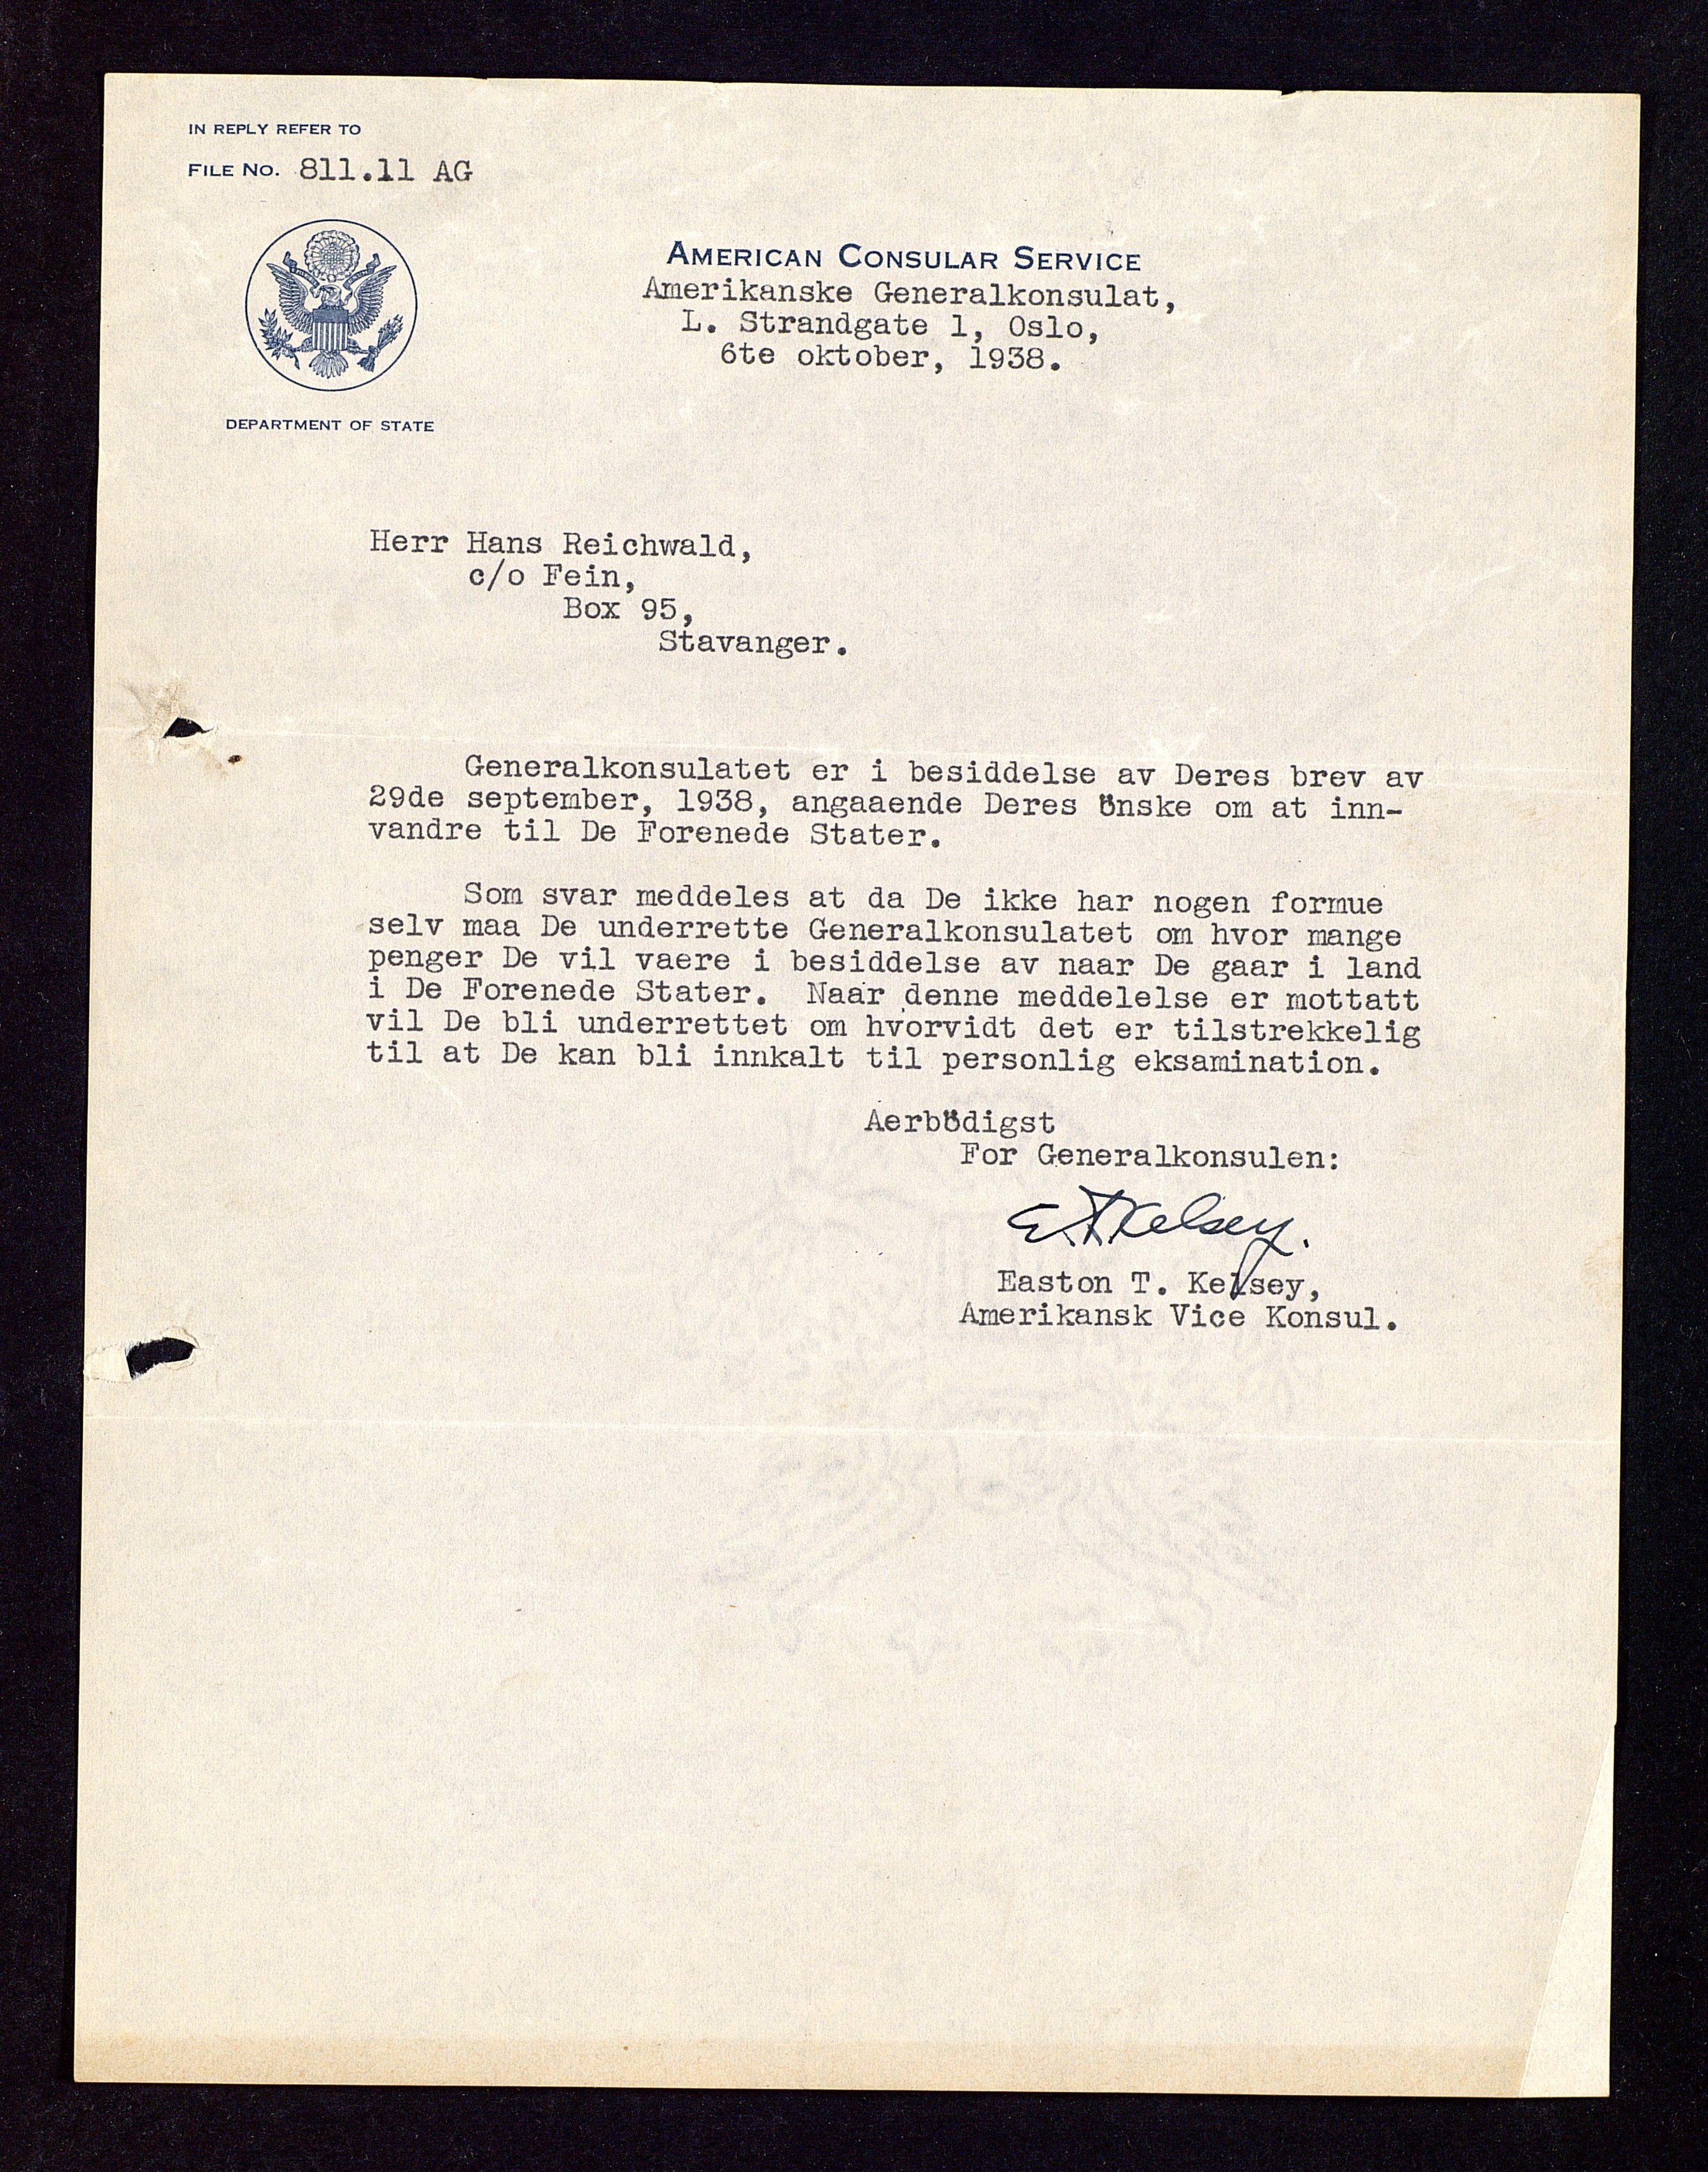 IN REPLY REFER TO
FILE NO. 811.11 AG
AMERICAN CONSULAR SERVICE
Amerikanske Generalkonsulat,
L. Strandgate 1, Oslo,
6te oktober, 1938.
DEPARTMENT OF STATE
Herr Hans Reichwald,
c/o Fein,
Box 95,
Stavanger.
Generalkonsulatet er i besiddelse av Deres brev av
29de september, 1938, angaaende Deres önske om at inn-
vandre til De Forenede Stater.
Som svar meddeles at da De ikke har nogen formue
selv maa De underrette Generalkonsulatet om hvor mange
penger De vil vaere i besiddelse av naar De gaar i land
i De Forenede Stater. Naar denne meddelelse er mottatt
vil De bli underrettet om hvorvidt det er tilstrekkelig
til at De kan bli innkalt til personlig eksamination.
Aerbödigst
For Generalkonsulen:
E.T.Kelsey.
Easton T. Kelsey,
Amerikansk Vice Konsul.